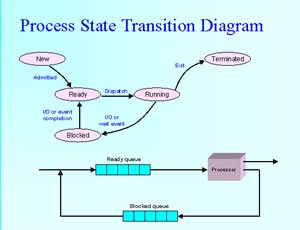 Process State Transition Diagram
New
Terminated
Exit
Admitted
Ready
Dispatch
Running
I/O or event
completion
I/O or
wait event
Blocked
Ready queue
Processor
Blocked queue